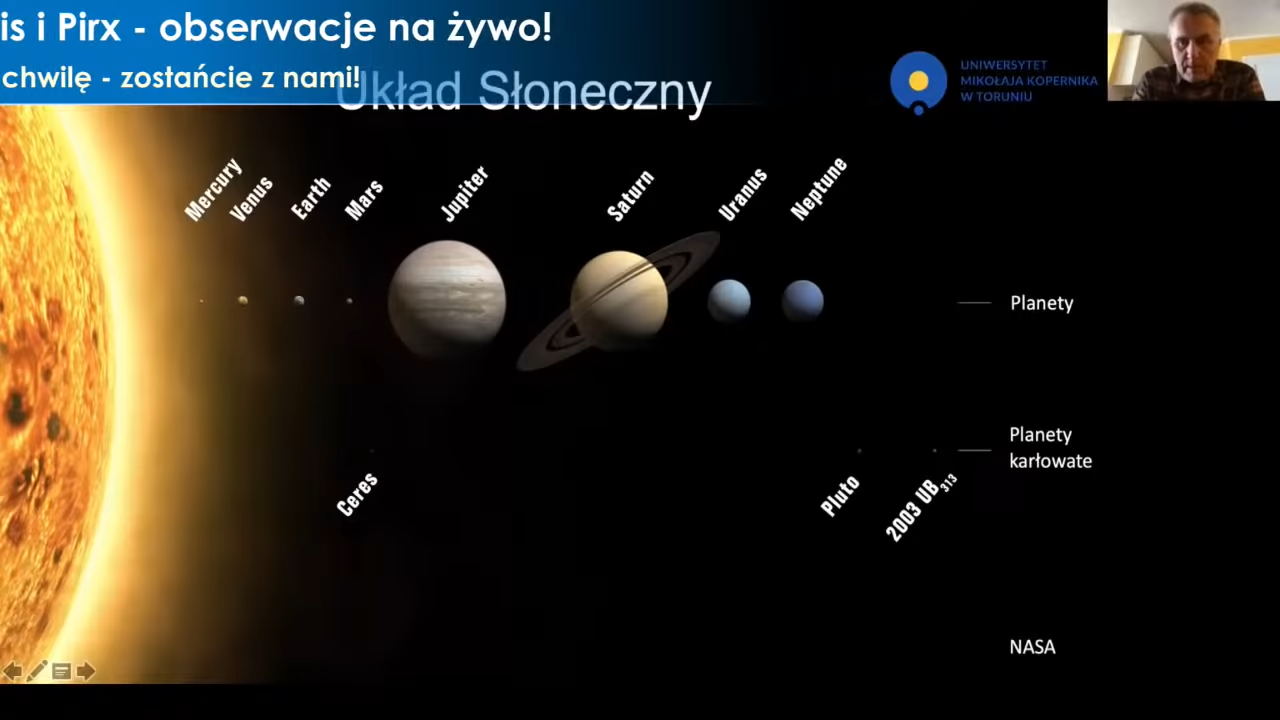 is i Pirx - obserwacje na żywo!
chwilę - zostańcie z nami!
Układ Słoneczny
UNIWERSYTET
MIKOŁAJA KOPERNIKA
W TORUNIU
Mercury
Venus
Earth
Mars
Jupiter
Saturn
Uranus
Neptune
Planety
Planety
karłowate
Ceres
Pluto
2003 UB313
NASA